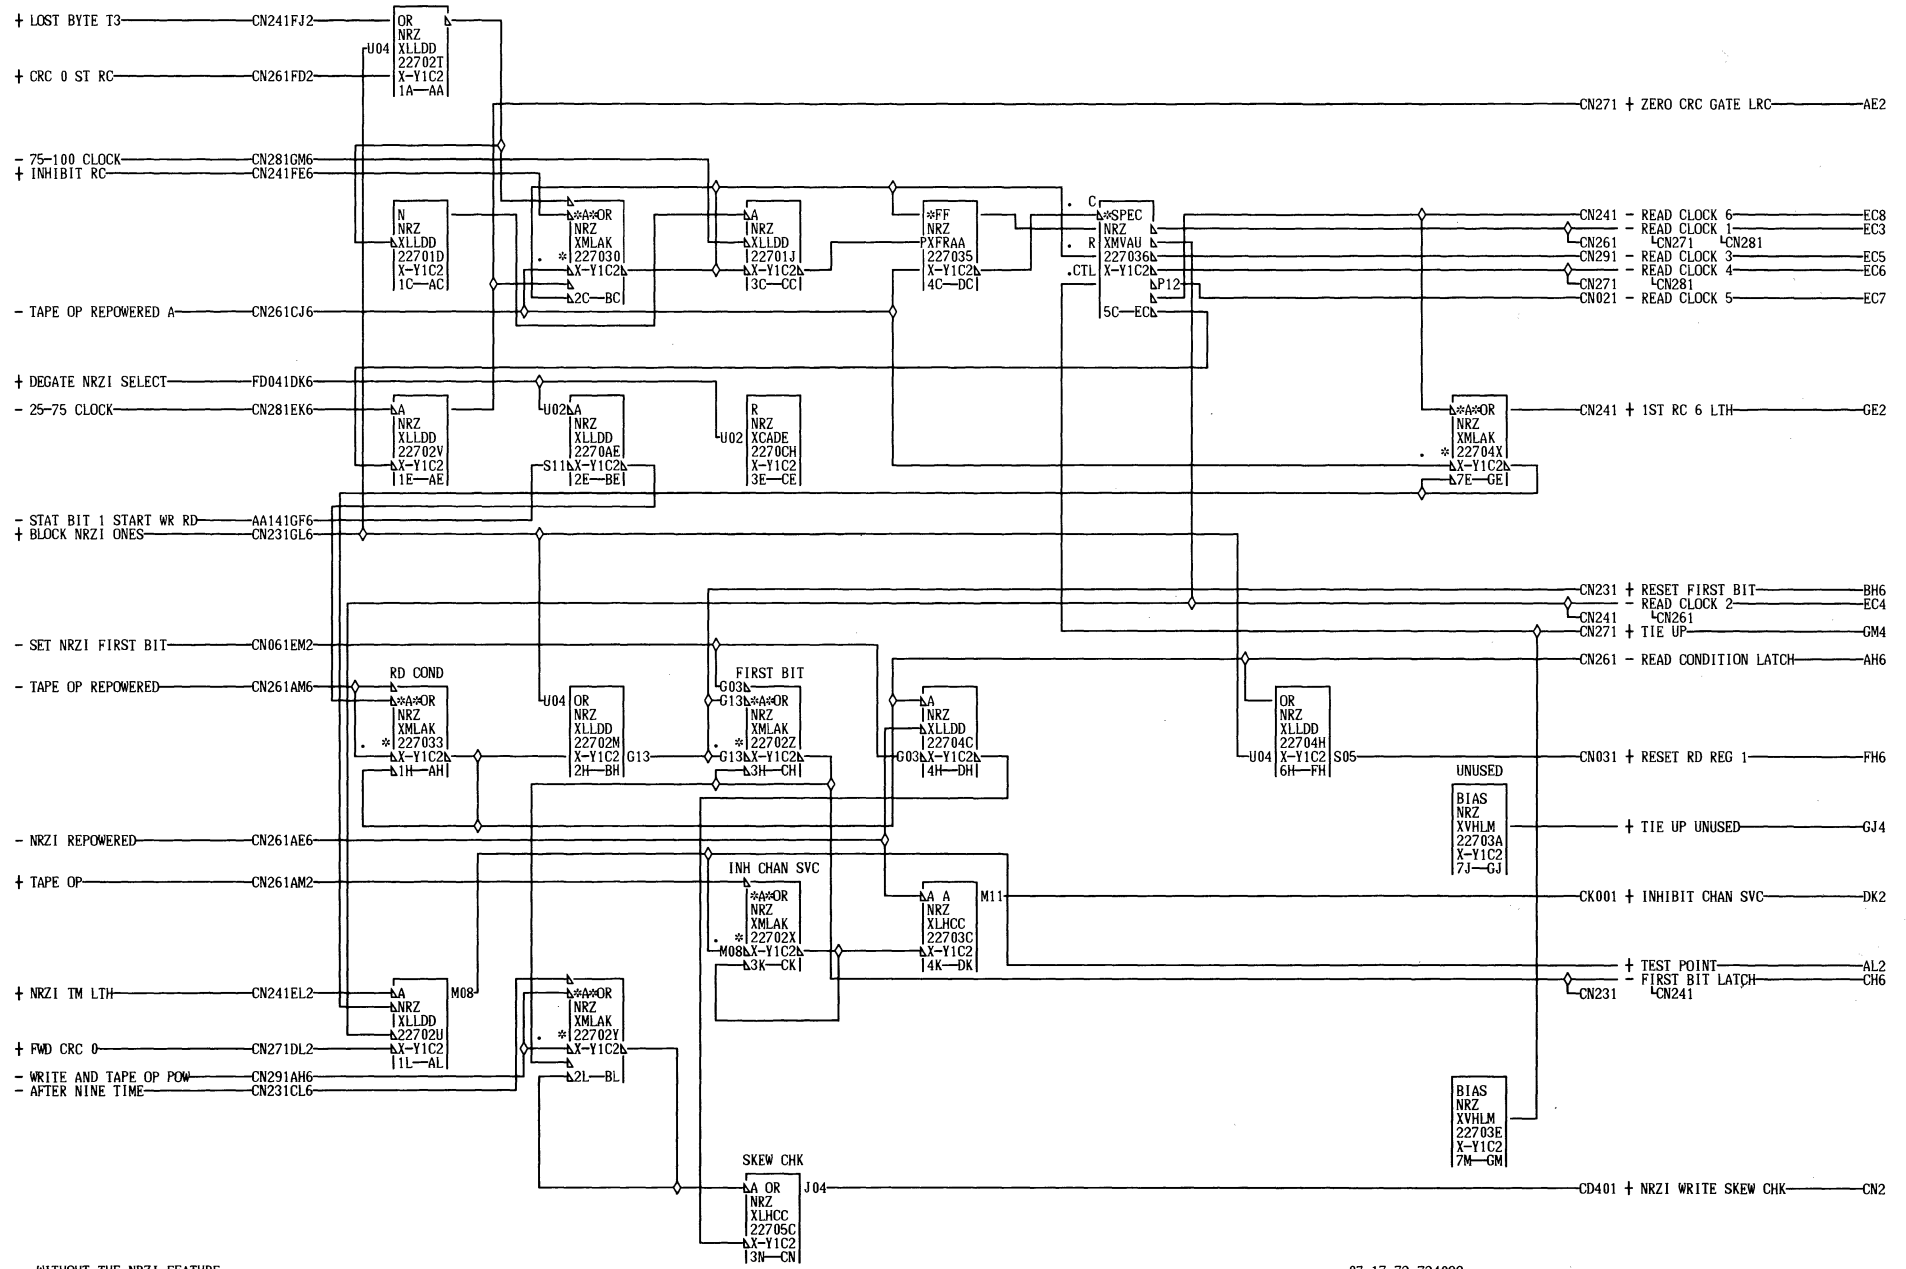 + LOST BYTE T3 CN241FJ2
+ CRC 0 ST RC CN261FD2
- 75-100 CLOCK CN281GM6
+ INHIBIT RC CN241FE6
- TAPE OP REPOWERED A CN261CJ6
+ DEGATE NRZI SELECT FD041DK6
- 25-75 CLOCK CN281EK6
- STAT BIT 1 START WR RD AA141GF6
+ BLOCK NRZI ONES CN231GL6
- SET NRZI FIRST BIT CN061EM2
- TAPE OP REPOWERED CN261AM6
- NRZI REPOWERED CN261AE6
+ TAPE OP CN261AM2
+ NRZI TM LTH CN241EL2
+ FWD CRC 0 CN271DL2
- WRITE AND TAPE OP POW CN291AH6
- AFTER NINE TIME CN231CL6
U04
OR
NRZ
XLLDD
22702T
X-Y1C2
1A—AA
N
NRZ
XLLDD
22701D
X-Y1C2
1C—AC
*A*OR
NRZ
XMLAK
. * 227030
X-Y1C2
2C—BC
A
NRZ
XLLDD
22701J
X-Y1C2
3C—CC
*FF
NRZ
PXFRAA
227035
X-Y1C2
4C—DC
. C
*SPEC
NRZ
. R XMVAU
227036
.CTL X-Y1C2
P12
5C—EC
A
NRZ
XLLDD
22702V
X-Y1C2
1E—AE
U02 A
NRZ
XLLDD
2270AE
S11 X-Y1C2
2E—BE
R
NRZ
U02 XCADE
2270CH
X-Y1C2
3E—CE
*A*OR
NRZ
XMLAK
. * 22704X
X-Y1C2
7E—GE
RD COND
*A*OR
NRZ
XMLAK
. * 227033
X-Y1C2
1H—AH
U04 OR
NRZ
XLLDD
22702M
X-Y1C2 G13
2H—BH
FIRST BIT
G03
G13 *A*OR
NRZ
XMLAK
. * 22702Z
G13 X-Y1C2
3H—CH
A
NRZ
XLLDD
22704C
G03 X-Y1C2
4H—DH
OR
NRZ
XLLDD
22704H
U04 X-Y1C2 S05
6H—FH
UNUSED
BIAS
NRZ
XVHLM
22703A
X-Y1C2
7J—GJ
INH CHAN SVC
*A*OR
NRZ
XMLAK
. * 22702X
M08 X-Y1C2
3K—CK
A A M11
NRZ
XLHCC
22703C
X-Y1C2
4K—DK
A M08
NRZ
XLLDD
22702U
X-Y1C2
1L—AL
*A*OR
NRZ
XMLAK
. * 22702Y
X-Y1C2
2L—BL
BIAS
NRZ
XVHLM
22703E
X-Y1C2
7M—GM
SKEW CHK
A OR J04
NRZ
XLHCC
22705C
X-Y1C2
3N—CN
CN271 + ZERO CRC GATE LRC AE2
CN241 - READ CLOCK 6 EC8
- READ CLOCK 1 EC3
CN261 CN271 CN281
CN291 - READ CLOCK 3 EC5
- READ CLOCK 4 EC6
CN271 CN281
CN021 - READ CLOCK 5 EC7
CN241 + 1ST RC 6 LTH GE2
CN231 + RESET FIRST BIT BH6
- READ CLOCK 2 EC4
CN241 CN261
CN271 + TIE UP GM4
CN261 - READ CONDITION LATCH AH6
CN031 + RESET RD REG 1 FH6
+ TIE UP UNUSED GJ4
CK001 + INHIBIT CHAN SVC DK2
+ TEST POINT AL2
- FIRST BIT LATCH CH6
CN231 CN241
CD401 + NRZI WRITE SKEW CHK CN2
WITHOUT THE NRZI FEATURE